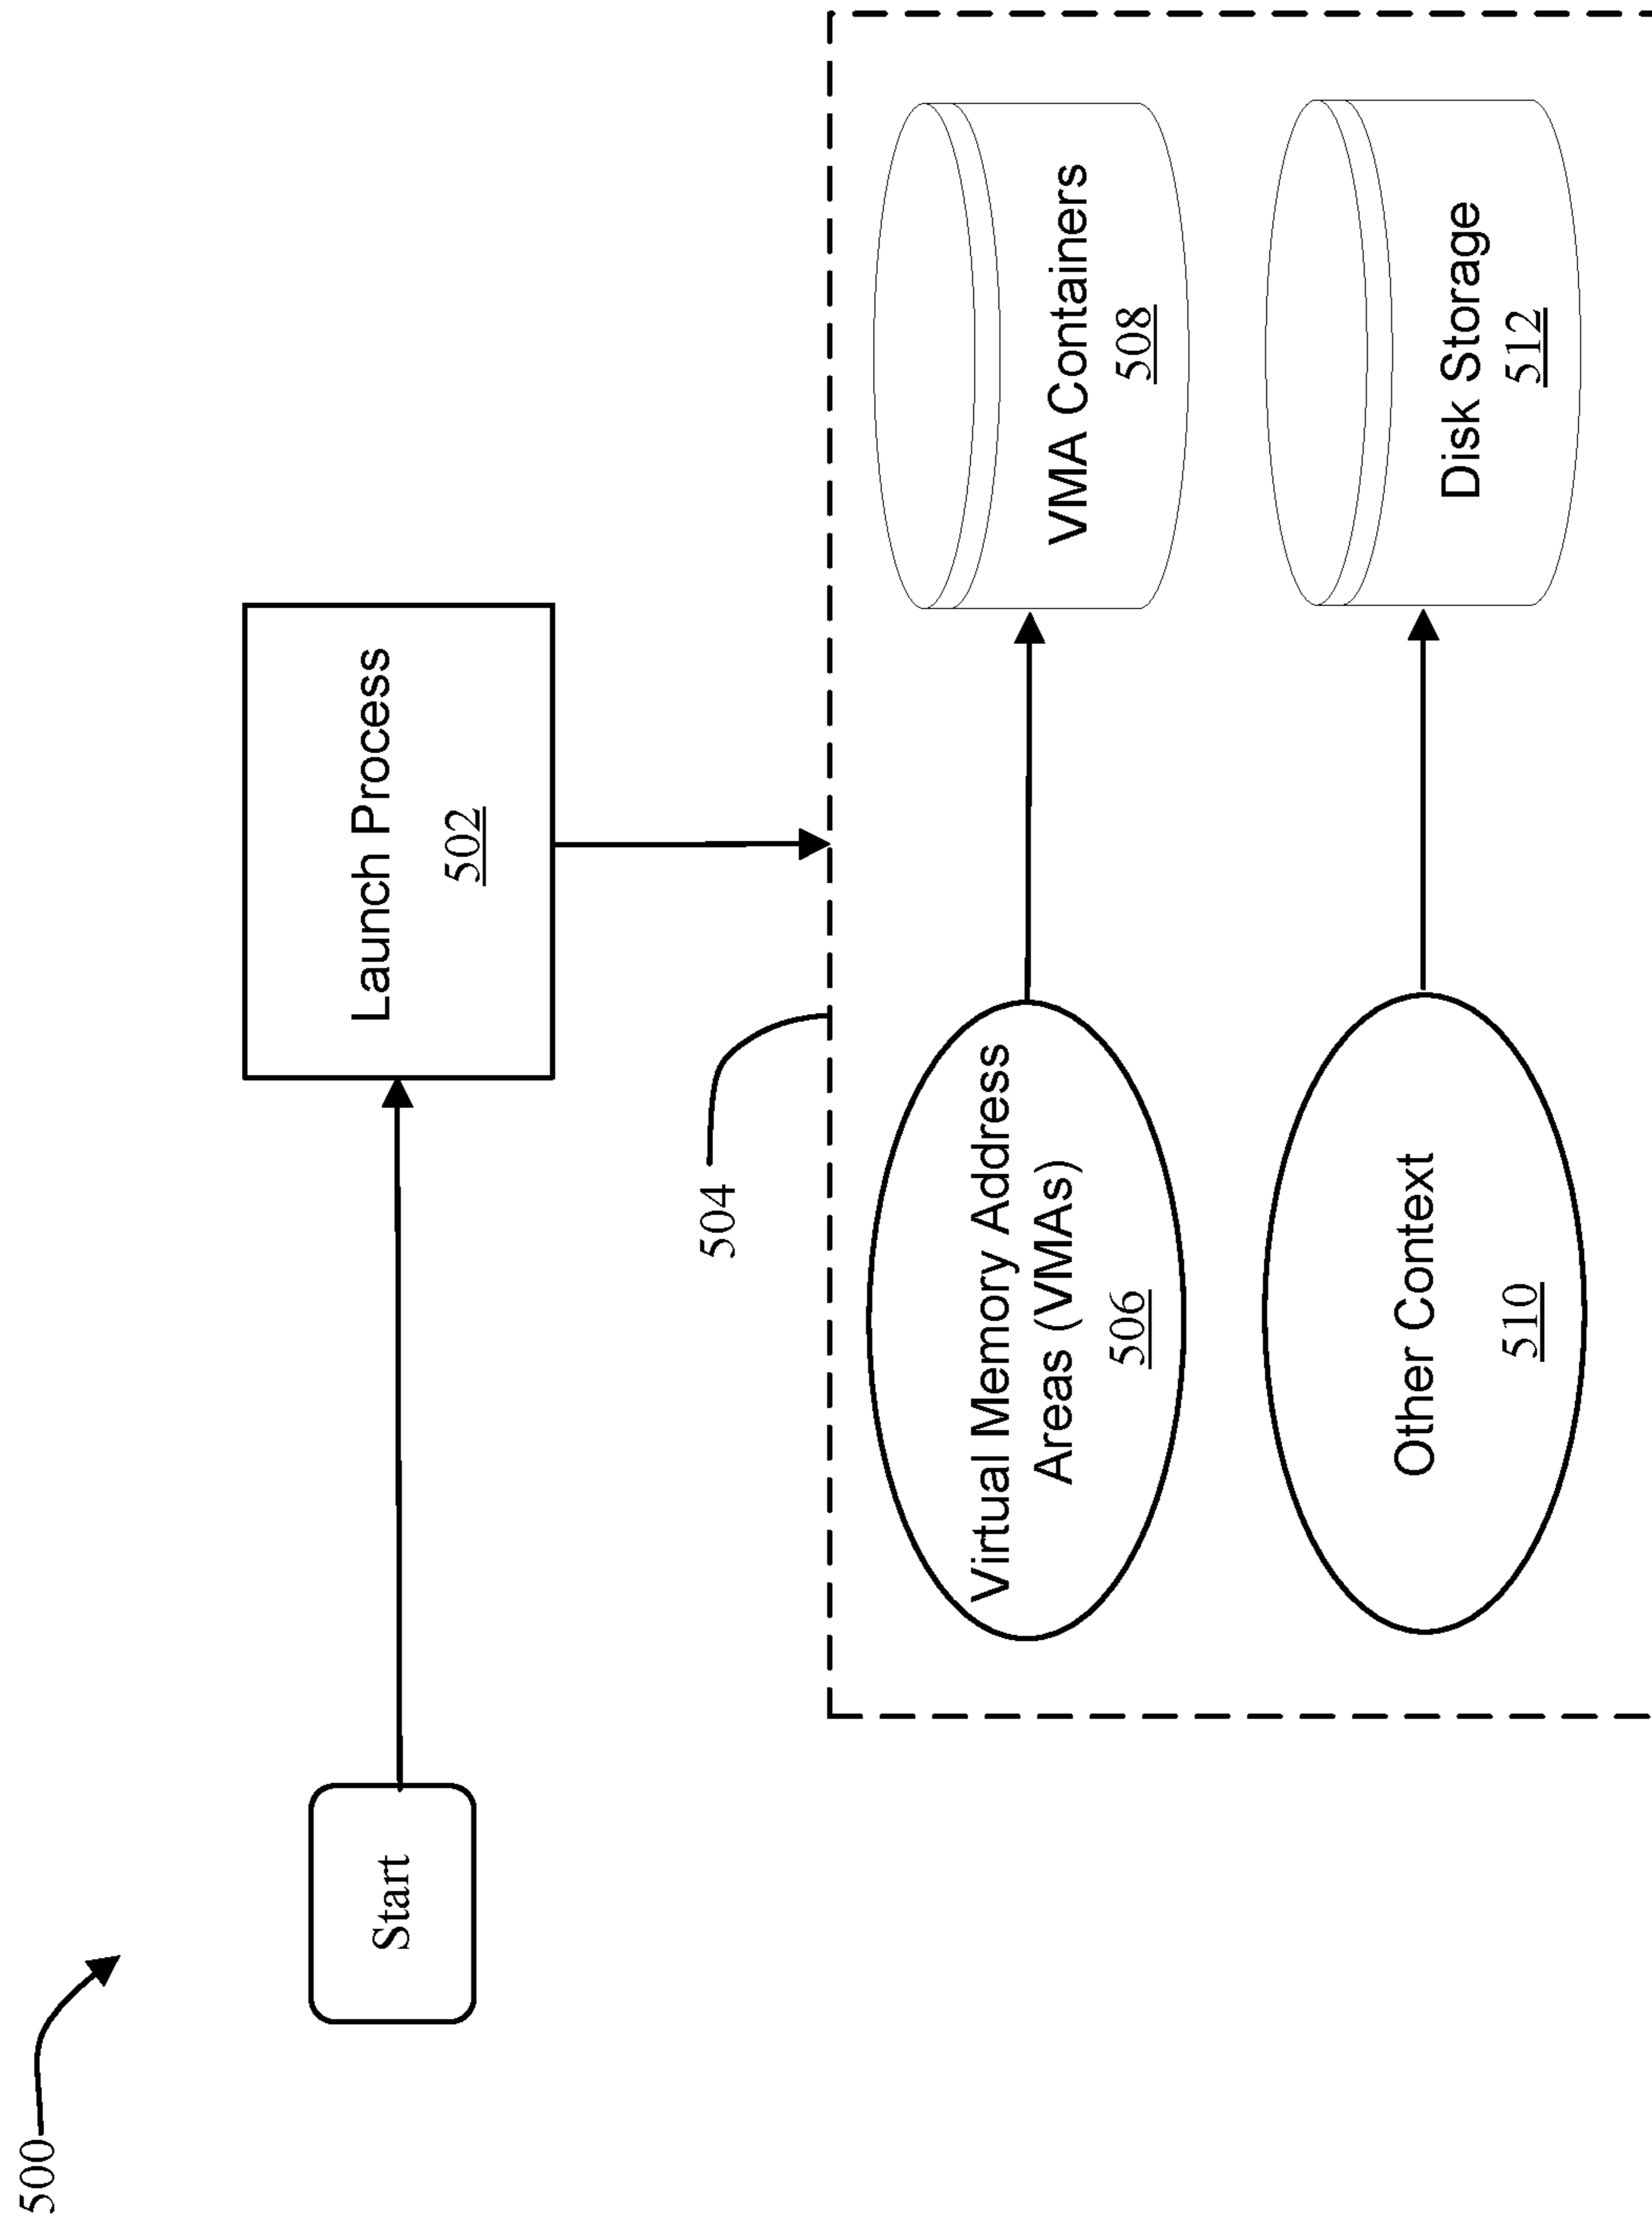 500
Start
Launch Process
502
504
Virtual Memory Address
Areas (VMAs)
506
VMA Containers
508
Other Context
510
Disk Storage
512